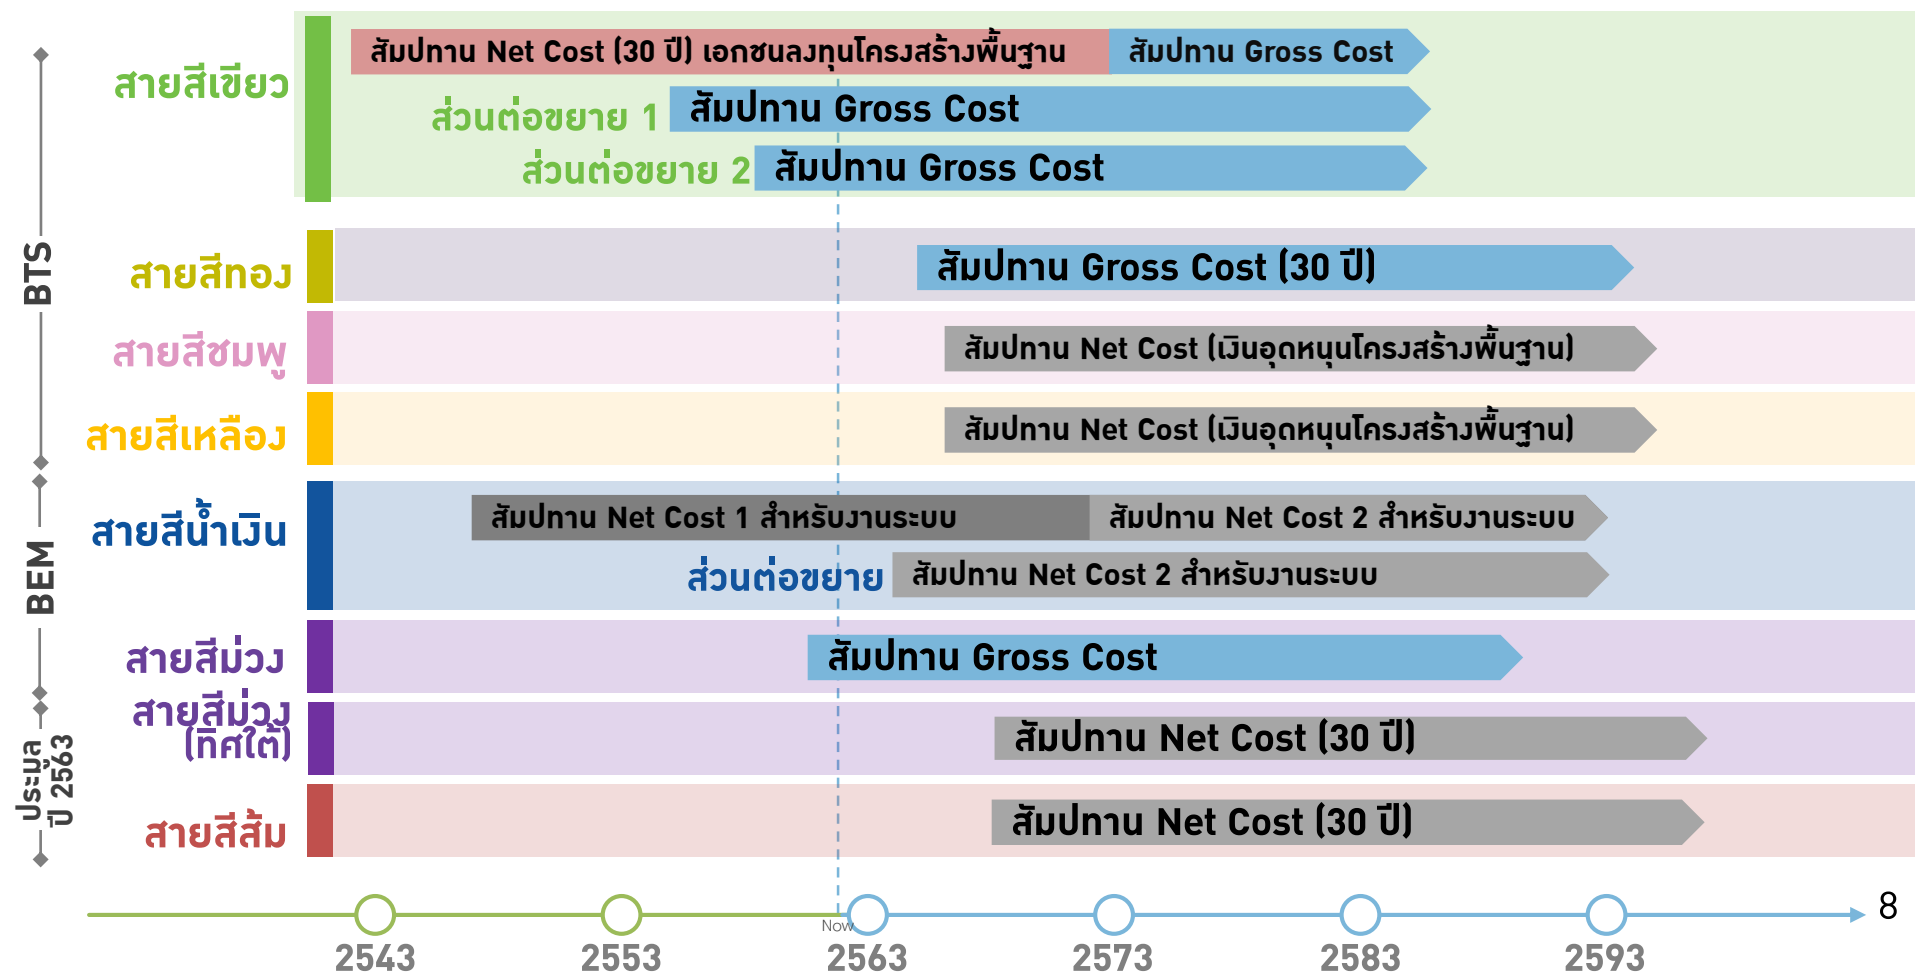 สายสีเขียว
สัมปทาน Net Cost (30 ปี) เอกชนลงทุนโครงสร้างพื้นฐาน
สัมปทาน Gross Cost
ส่วนต่อขยาย 1
สัมปทาน Gross Cost
ส่วนต่อขยาย 2
สัมปทาน Gross Cost
BTS
สายสีทอง
สัมปทาน Gross Cost (30 ปี)
สายสีชมพู
สัมปทาน Net Cost (เงินอุดหนุนโครงสร้างพื้นฐาน)
สายสีเหลือง
สัมปทาน Net Cost (เงินอุดหนุนโครงสร้างพื้นฐาน)
BEM
สายสีน้ำเงิน
สัมปทาน Net Cost 1 สำหรับงานระบบ
สัมปทาน Net Cost 2 สำหรับงานระบบ
ส่วนต่อขยาย
สัมปทาน Net Cost 2 สำหรับงานระบบ
สายสีม่วง
สัมปทาน Gross Cost
ประมูล
ปี 2563
สายสีม่วง
(ทิศใต้)
สัมปทาน Net Cost (30 ปี)
สายสีส้ม
สัมปทาน Net Cost (30 ปี)
Now
2543
2553
2563
2573
2583
2593
8